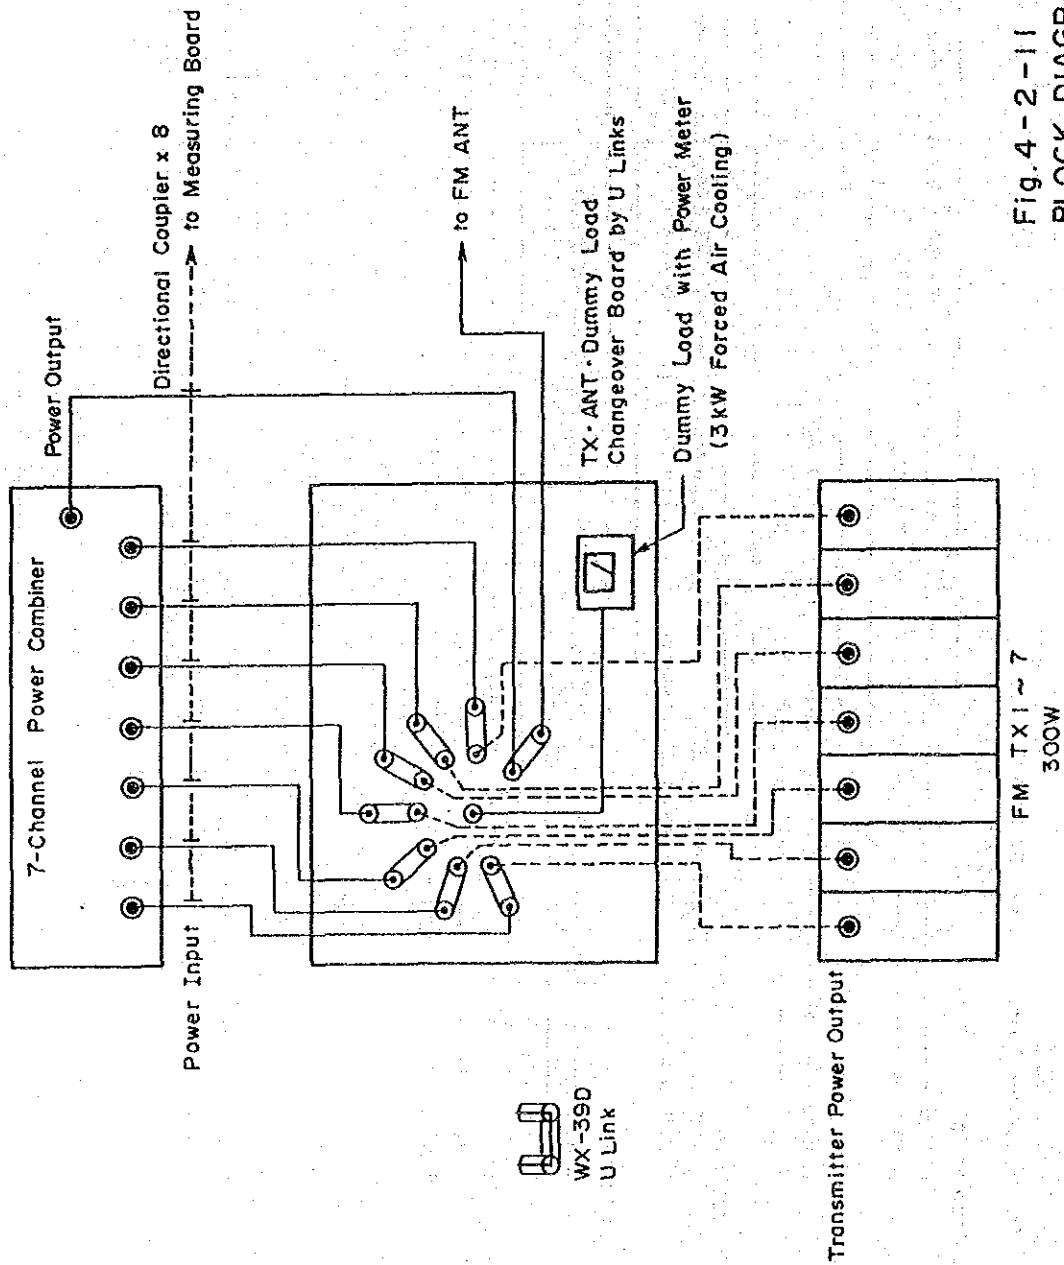 7-Channel Power Combiner
Power Output
Directional Coupler x 8
to Measuring Board
Power Input
to FM ANT
TX·ANT·Dummy Load
Changeover Board by U Links
Dummy Load with Power Meter
(3kW Forced Air Cooling)
WX-39D
U Link
Transmitter Power Output
FM TX1~7
300W
Fig.4-2-11
BLOCK DIAGR